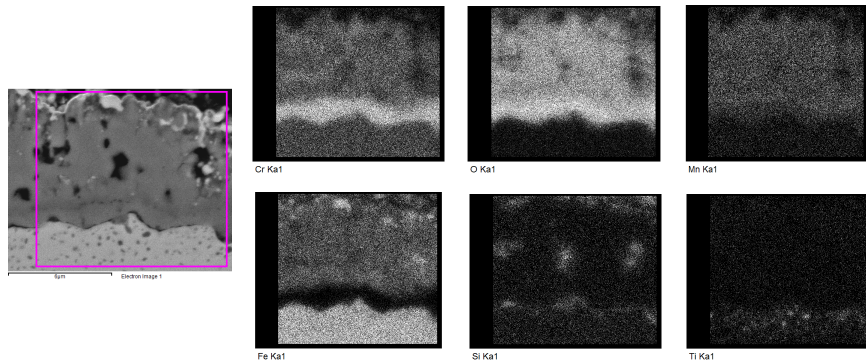 Cr Ka1
O Ka1
Mn Ka1
5μm
Electron Image 1
Fe Ka1
Si Ka1
Ti Ka1